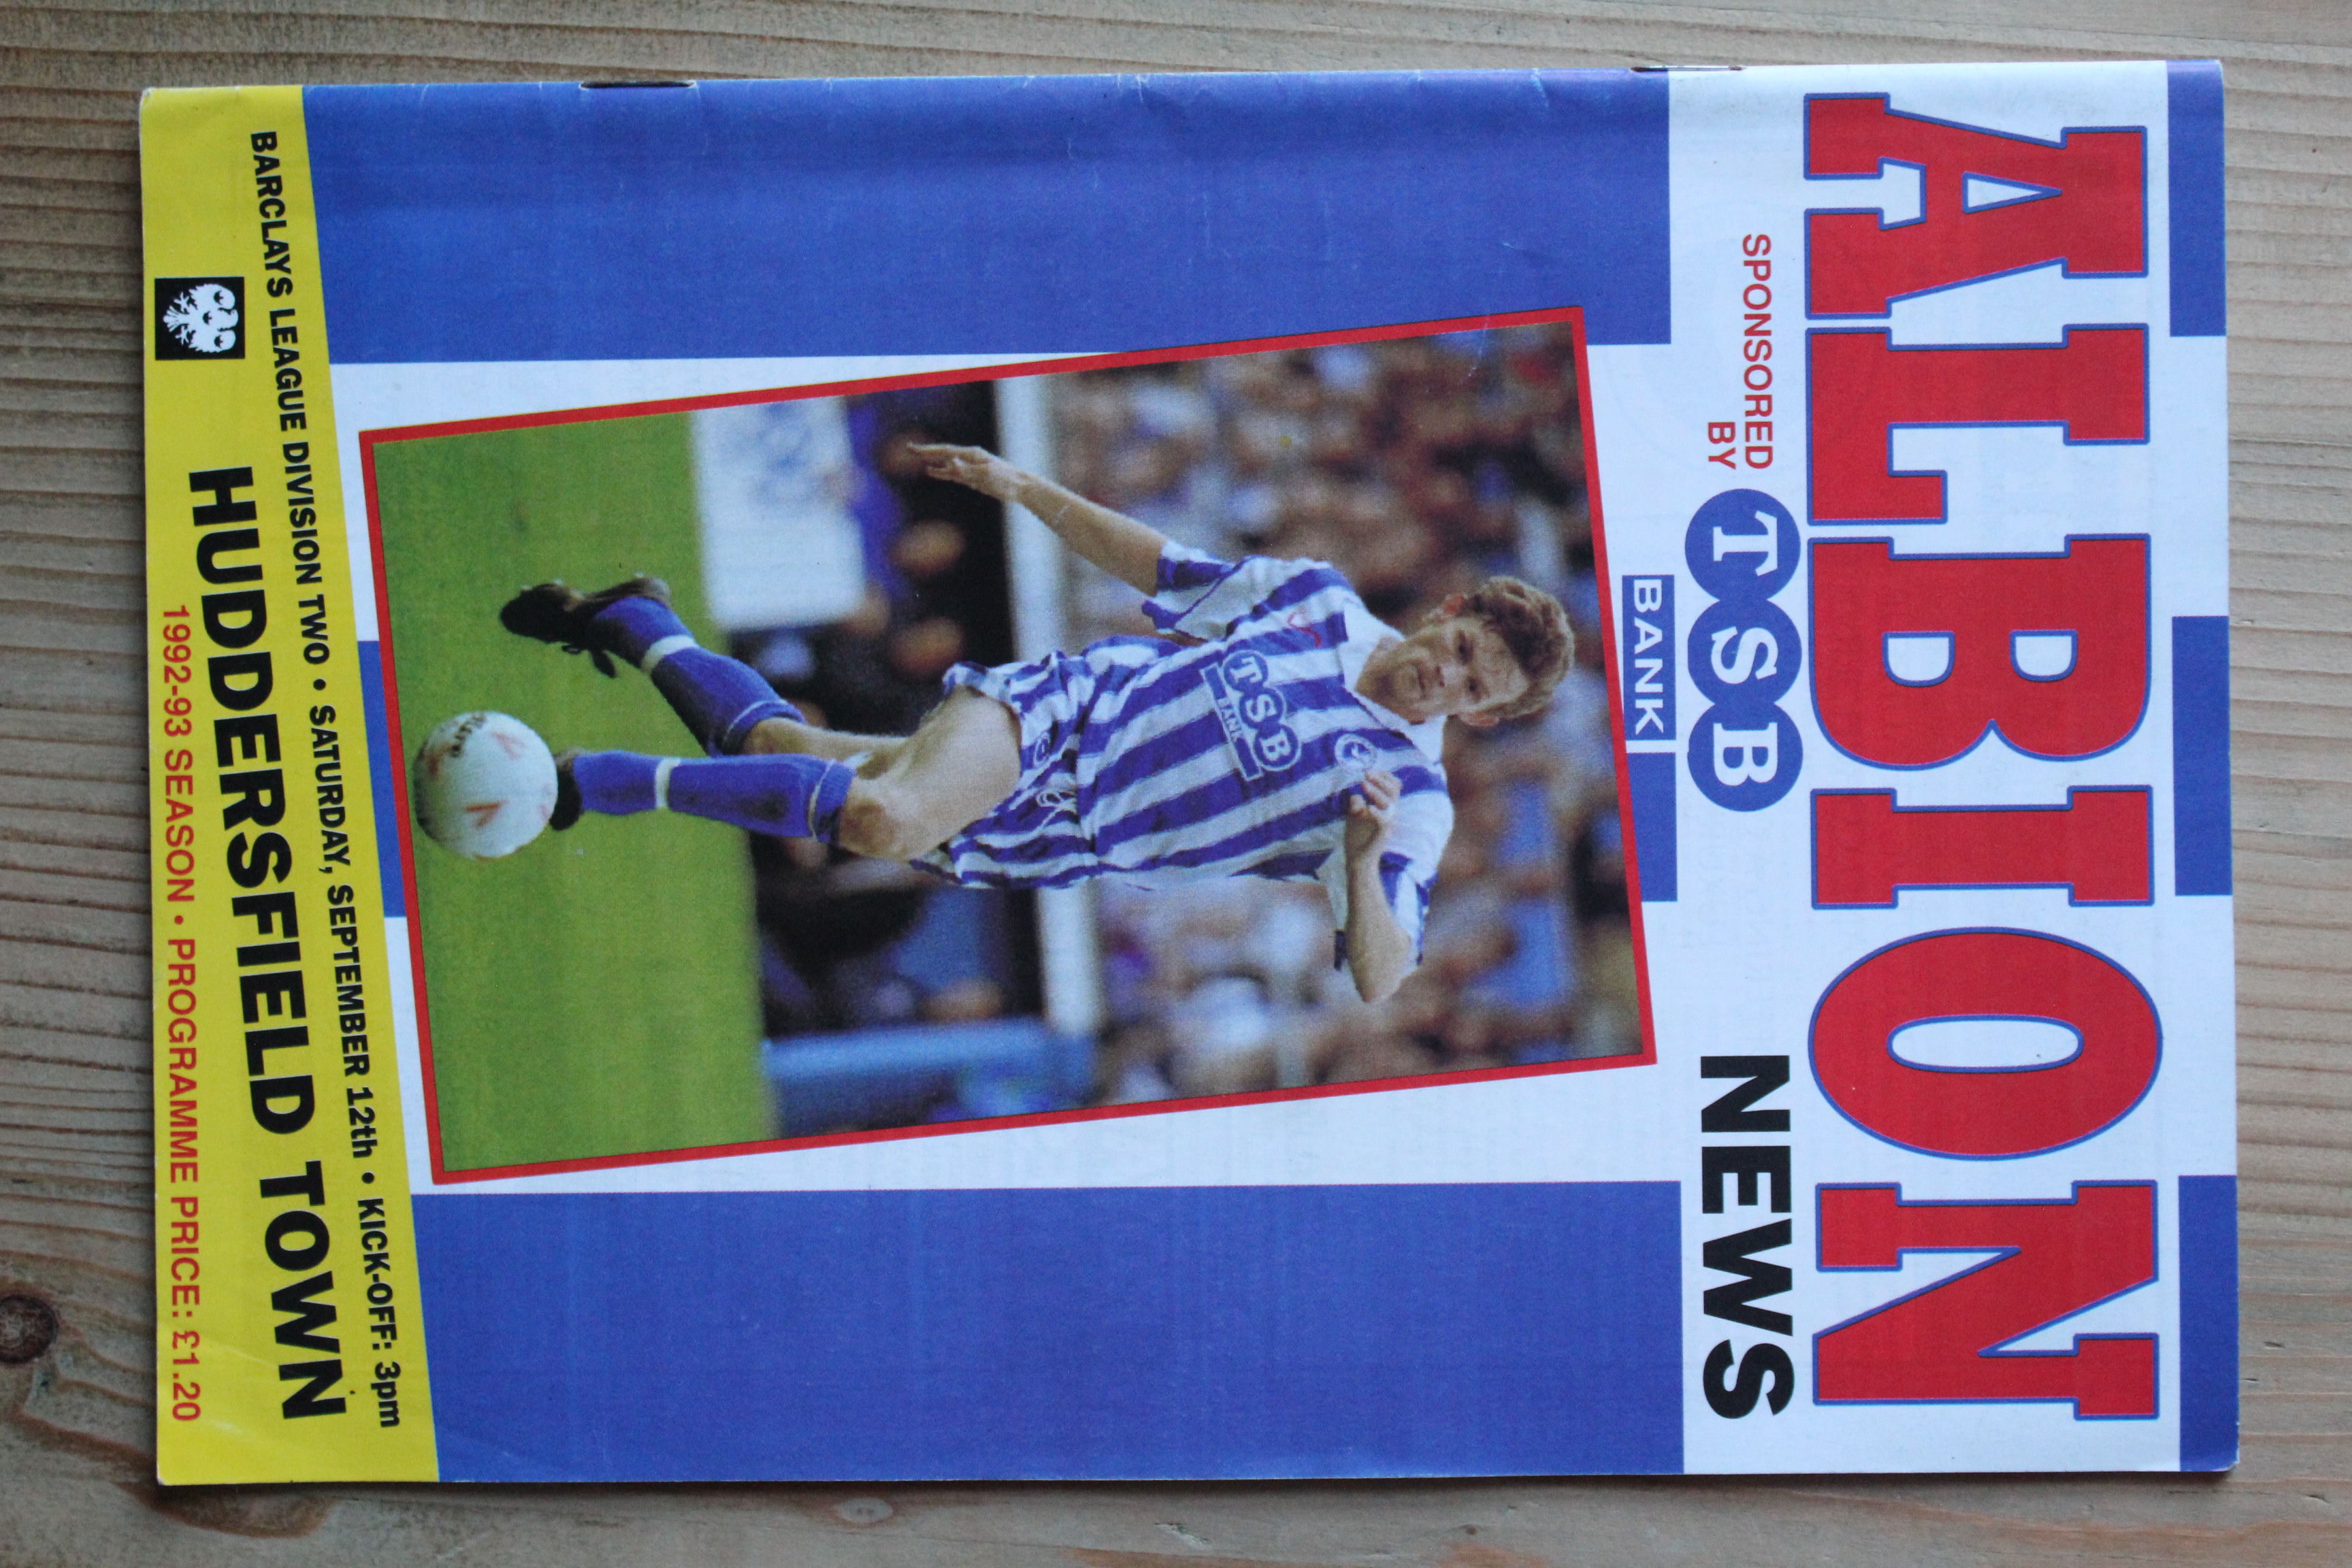 ALBION
SPONSORED
BY
TSB
BANK
NEWS
TSB
BANK
BARCLAYS LEAGUE DIVISION TWO • SATURDAY, SEPTEMBER 12th • KICK-OFF: 3pm
HUDDERSFIELD TOWN
1992-93 SEASON • PROGRAMME PRICE: £1.20